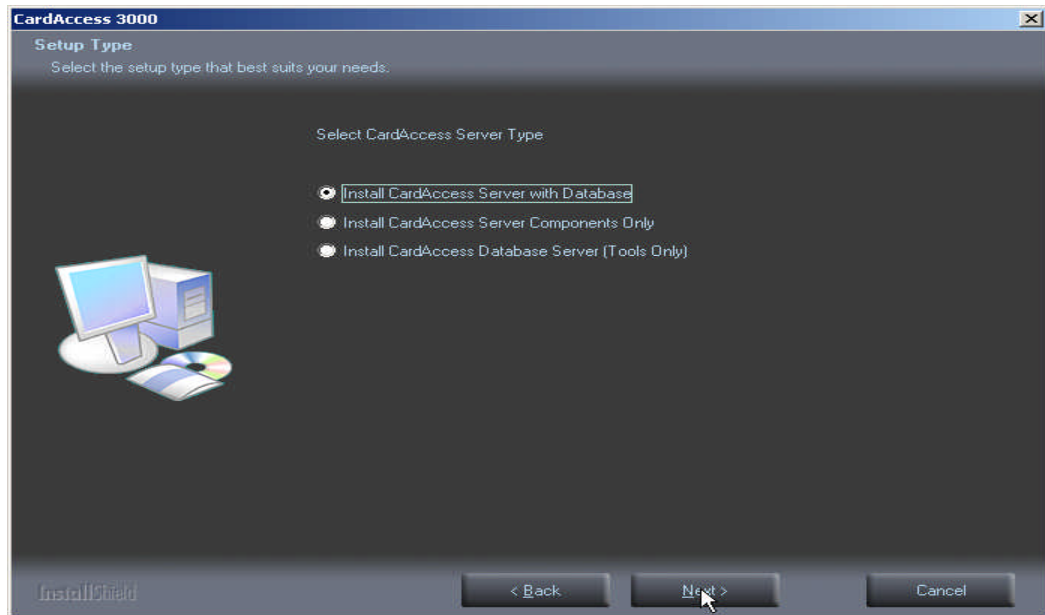 CardAccess 3000
Setup Type
Select the setup type that best suits your needs.
Select CardAccess Server Type
Install CardAccess Server with Database
Install CardAccess Server Components Only
Install CardAccess Database Server (Tools Only)
InstallShield
< Back
Next >
Cancel